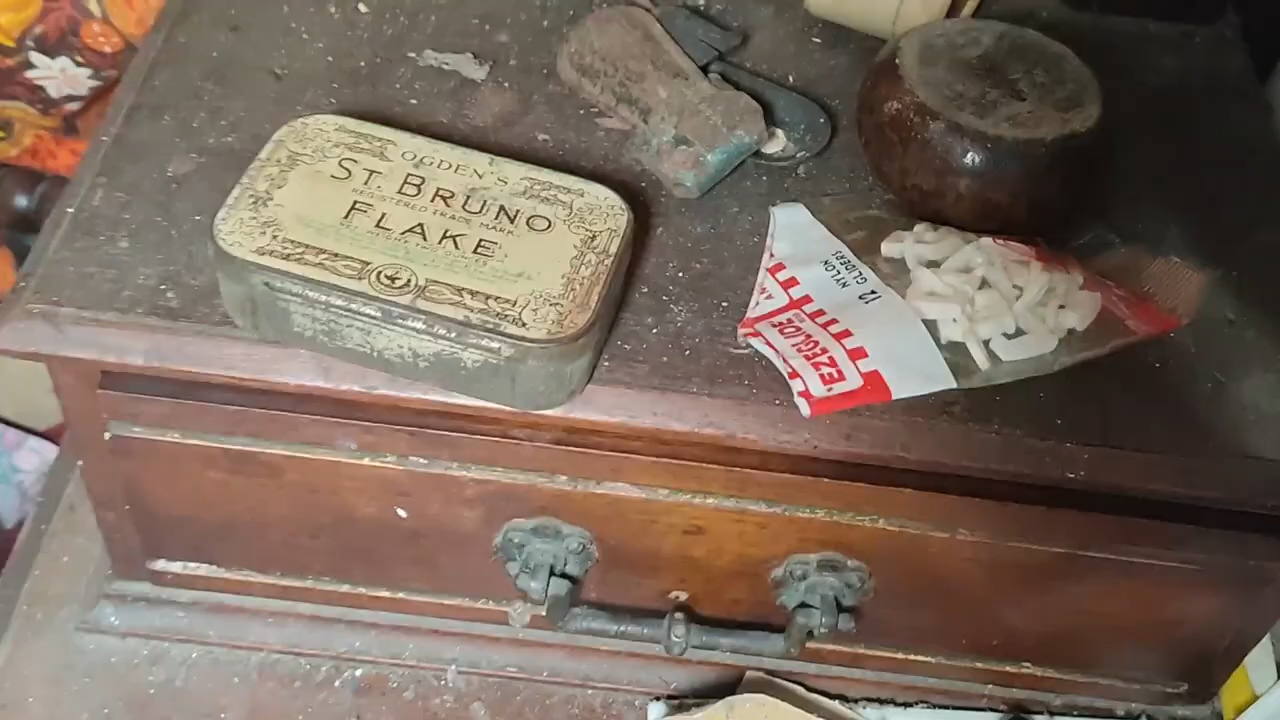 OGDEN'S
ST. BRUNO
REGISTERED TRADE MARK.
FLAKE
12 NYLON
GLIDERS
EZEGLIDE